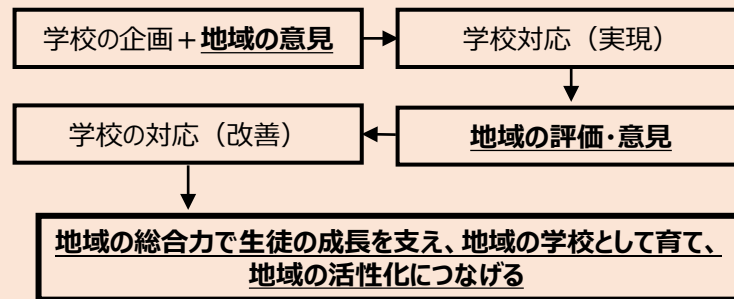 学校の企画＋地域の意見
学校対応（実現）
地域の評価・意見
学校の対応（改善）
地域の総合力で生徒の成長を支え、地域の学校として育て、
地域の活性化につなげる